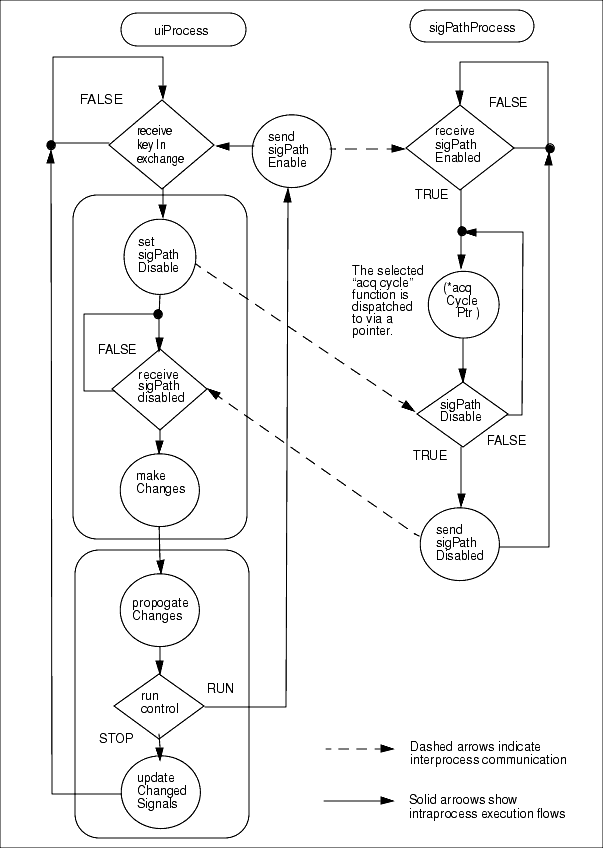 uiProcess
sigPathProcess
FALSE
receive
key In
exchange
send
sigPath
Enable
receive
sigPath
Enabled
FALSE
TRUE
set
sigPath
Disable
The selected
"acq cycle"
function is
dispatched
to via a
pointer.
(*acq
Cycle
Ptr )
FALSE
receive
sigPath
disabled
sigPath
Disable
TRUE
FALSE
make
Changes
send
sigPath
Disabled
propogate
Changes
run
control
RUN
STOP
update
Changed
Signals
Dashed arrows indicate
interprocess communication
Solid arroows show
intraprocess execution flows